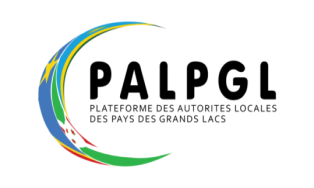 PALPGL
PLATEFORME DES AUTORITES LOCALES
DES PAYS DES GRANDS LACS